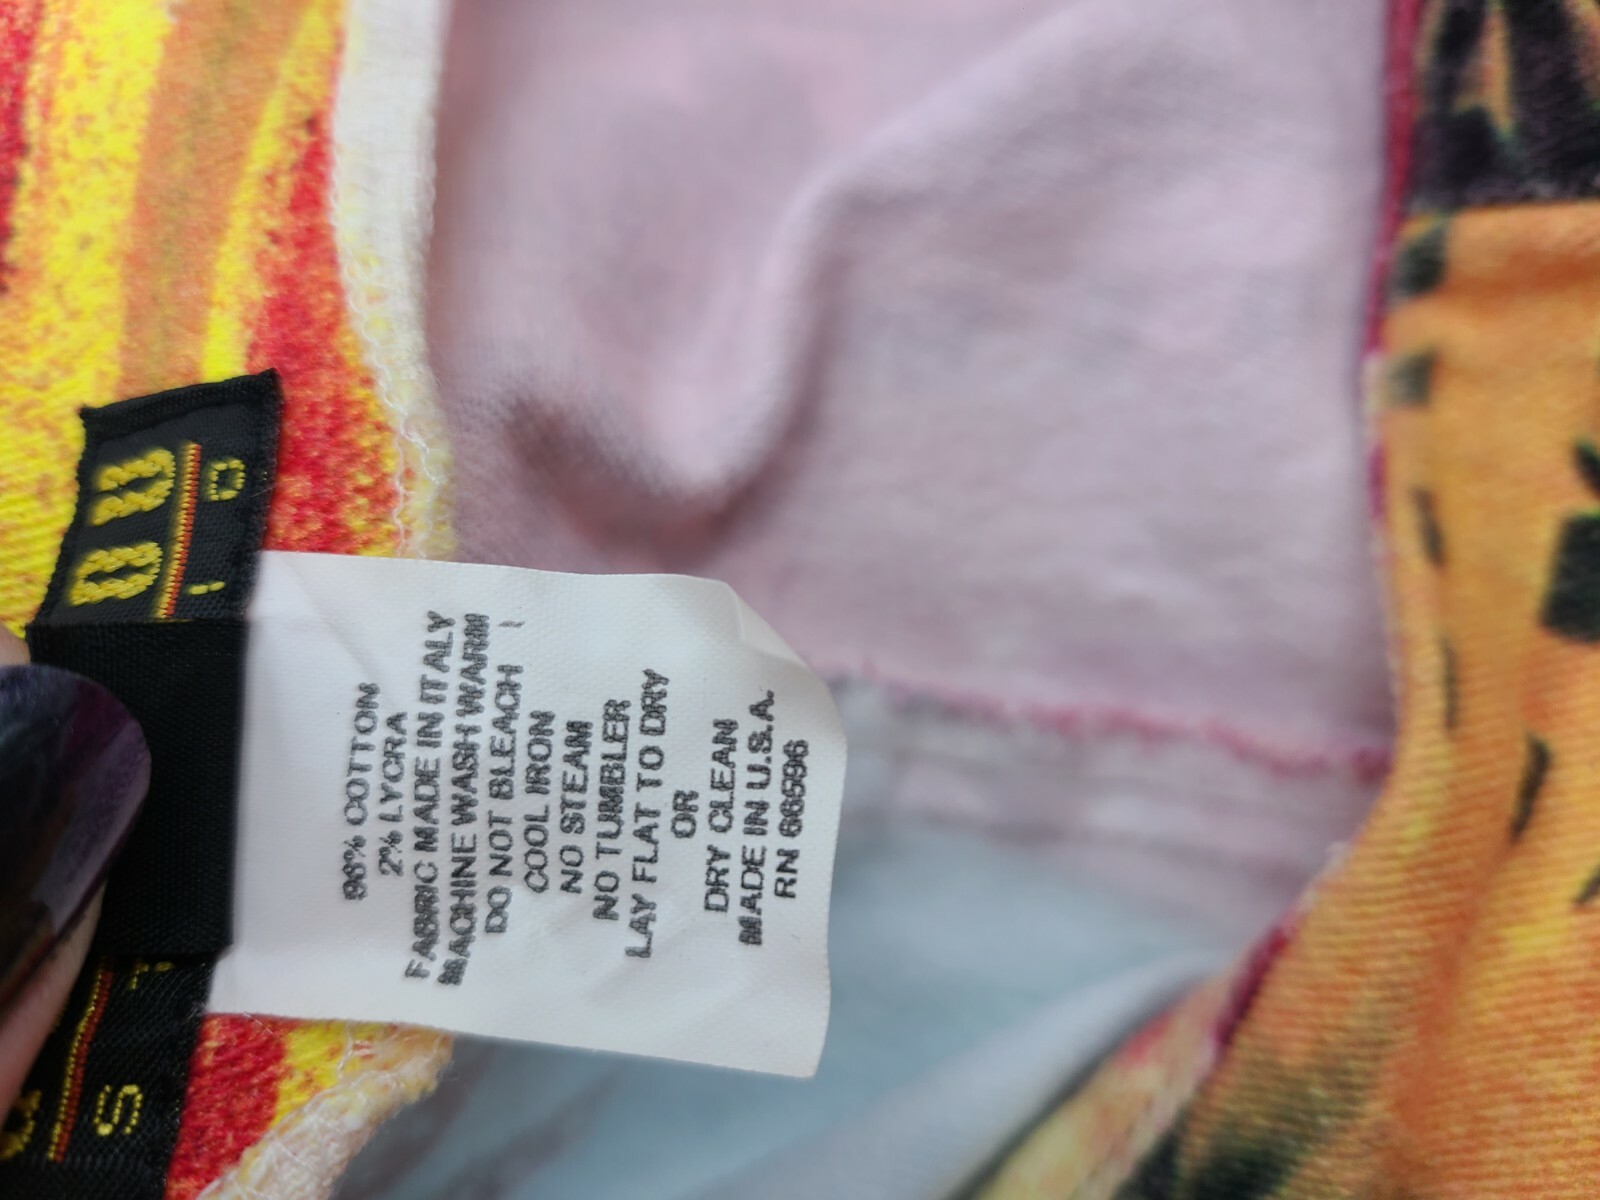 98% COTTON
2% LYCRA
FABRIC MADE IN ITALY
MACHINE WASH WARM
DO NOT BLEACH
COOL IRON
NO STEAM
NO TUMBLER
LAY FLAT TO DRY
OR
DRY CLEAN
MADE IN U.S.A.
RN 66596